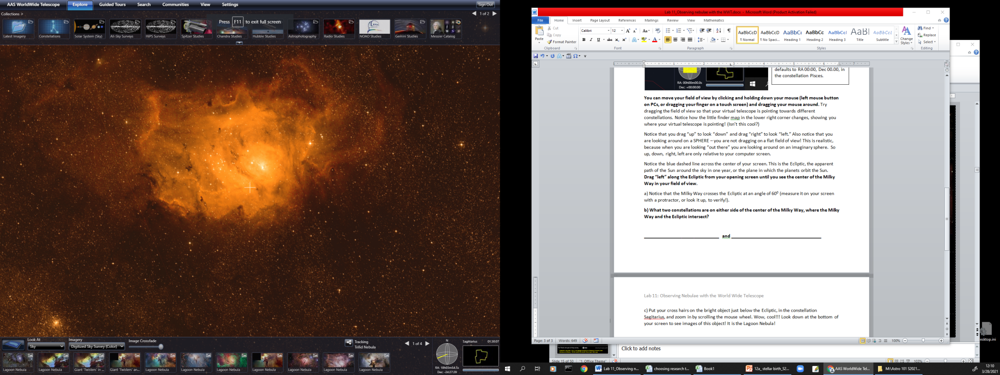 AAS WorldWide Telescope Explore Guided Tours Search Communities View Settings Sign Out
Collections > 1 of 2
Press F11 to exit full screen
Latest Imagery Constellations Solar System (Sky) All-Sky Surveys HiPS Surveys Spitzer Studies Chandra Studies Hubble Studies Astrophotography Radio Studies NOAO Studies Gemini Studies Messier Catalog
Look At Imagery Image Crossfade
Sky Digitized Sky Survey (Color)
Tracking
Trifid Nebula
1 of 4
N
Sagittarius 01:30:07
RA: 18h03m54.5s
Dec: -24:27:29
Lagoon Nebula Lagoon Nebula Giant 'Twisters' in ... Giant 'Twisters' an... Lagoon Nebula Lagoon Nebula Lagoon Nebula Lagoon Nebula Lagoon Nebula Lagoon Nebula Lagoon Nebula
Lab 11_Observing nebulae with the WWT.docx - Microsoft Word (Product Activation Failed)
File Home Insert Page Layout References Mailings Review View Mathematics
Paste Cut Copy Format Painter
Calibri 12
AaBbCcD AaBbCcD AaBbCc AaBbCc AaBbCcI AaBl AaBbCcI
¶ Normal ¶ No Spaci... Heading 1 Heading 2 Heading 3 Title Subtitle
Change Styles
Find Replace Select
Clipboard Font Paragraph Styles Editing
defaults to RA 00:00, Dec 00.00, in
the constellation Pisces.
RA: 00h00m00.0s
Dec: +00:00:00
You can move your field of view by clicking and holding down your mouse (left mouse button
on PCs, or dragging your finger on a touch screen) and dragging your mouse around. Try
dragging the field of view so that your virtual telescope is pointing towards different
constellations. Notice how the little finder map in the lower right corner changes, showing you
where your virtual telescope is pointing! (Isn't this cool?)
Notice that you drag “up” to look “down” and drag “right” to look “left.” Also notice that you
are looking around on a SPHERE – you are not dragging on a flat field of view! This is realistic,
because when you are looking “out there” you are looking around on an imaginary sphere. So
up, down, right, left are only relative to your computer screen.
Notice the blue dashed line across the center of your screen. This is the Ecliptic, the apparent
path of the Sun around the sky in one year, or the plane in which the planets orbit the Sun.
Drag “left” along the Ecliptic from your opening screen until you see the center of the Milky
Way in your field of view.
a) Notice that the Milky Way crosses the Ecliptic at an angle of 60⁰ (measure it on your screen
with a protractor, or look it up, to verify!).
b) What two constellations are on either side of the center of the Milky Way, where the Milky
Way and the Ecliptic intersect?
and
Lab 11: Observing Nebulae with the World Wide Telescope
c) Put your cross hairs on the bright object just below the Ecliptic, in the constellation
Sagitarius, and zoom in by scrolling the mouse wheel. Wow, cool!!! Look down at the bottom of
your screen to see images of this object! It is the Lagoon Nebula!
Page: 3 of 3 Words: 649 100%
Click to add notes
Slide 15 of 50 "1_Office Theme" 103%
esktop.ini
Lab 11_Observing n... choosing research t... Book1 12a_ stellar birth_S2... AAS WorldWide Tel... M:\Astro 101 S2021...
12:10
3/28/2021